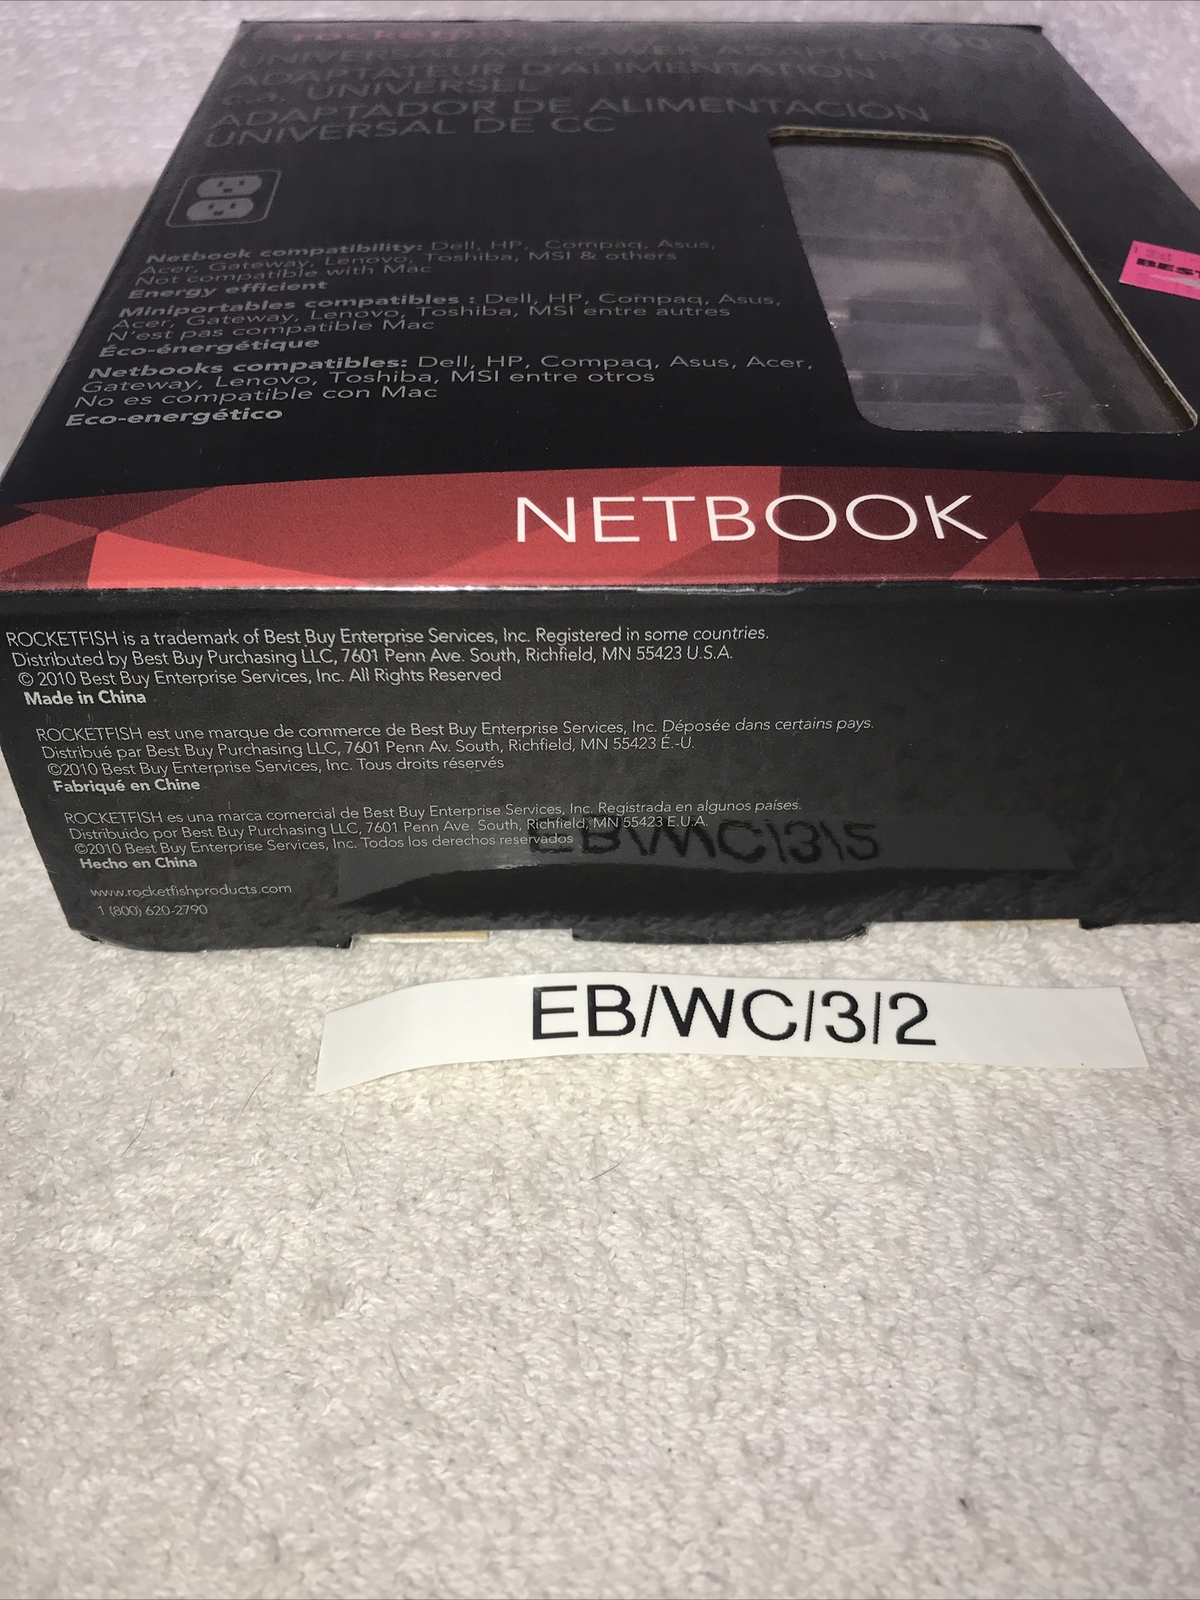 rocketfish
UNIVERSAL AC POWER ADAPTER
ADAPTATEUR D'ALIMENTATION
c.a. UNIVERSEL
ADAPTADOR DE ALIMENTACIÓN
UNIVERSAL DE CC
Netbook compatibility: Dell, HP, Compaq, Asus,
Acer, Gateway, Lenovo, Toshiba, MSI & others
Not compatible with Mac
Energy efficient
Miniportables compatibles : Dell, HP, Compaq, Asus,
Acer, Gateway, Lenovo, Toshiba, MSI entre autres
N'est pas compatible Mac
Éco-énergétique
Netbooks compatibles: Dell, HP, Compaq, Asus, Acer,
Gateway, Lenovo, Toshiba, MSI entre otros
No es compatible con Mac
Eco-energético
BEST
NETBOOK
ROCKETFISH is a trademark of Best Buy Enterprise Services, Inc. Registered in some countries.
Distributed by Best Buy Purchasing LLC, 7601 Penn Ave. South, Richfield, MN 55423 U.S.A.
© 2010 Best Buy Enterprise Services, Inc. All Rights Reserved
Made in China
ROCKETFISH est une marque de commerce de Best Buy Enterprise Services, Inc. Déposée dans certains pays.
Distribué par Best Buy Purchasing LLC, 7601 Penn Av. South, Richfield, MN 55423 É.-U.
©2010 Best Buy Enterprise Services, Inc. Tous droits réservés
Fabriqué en Chine
ROCKETFISH es una marca comercial de Best Buy Enterprise Services, Inc. Registrada en algunos países.
Distribuido por Best Buy Purchasing LLC, 7601 Penn Ave. South, Richfield, MN 55423 E.U.A.
©2010 Best Buy Enterprise Services, Inc. Todos los derechos reservados
Hecho en China
www.rocketfishproducts.com
1 (800) 620-2790
EB/WC/3/2